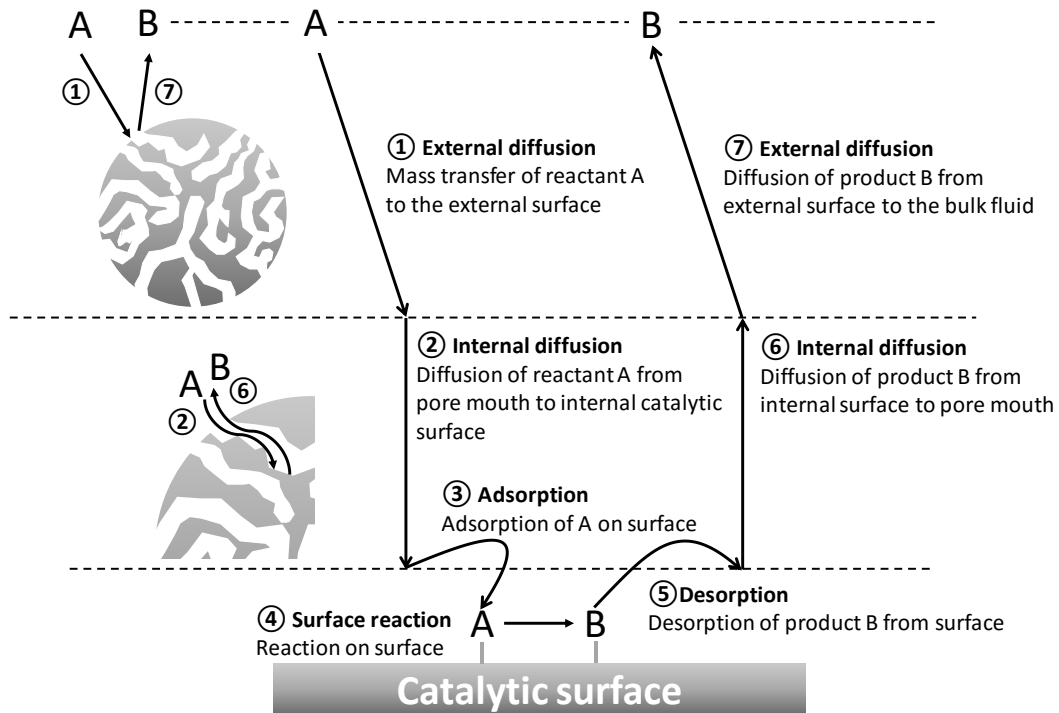 A B A B
① ⑦
① External diffusion
Mass transfer of reactant A
to the external surface
⑦ External diffusion
Diffusion of product B from
external surface to the bulk fluid
A B
② ⑥
② Internal diffusion
Diffusion of reactant A from
pore mouth to internal catalytic
surface
⑥ Internal diffusion
Diffusion of product B from
internal surface to pore mouth
③ Adsorption
Adsorption of A on surface
④ Surface reaction
Reaction on surface
A B
⑤Desorption
Desorption of product B from surface
Catalytic surface